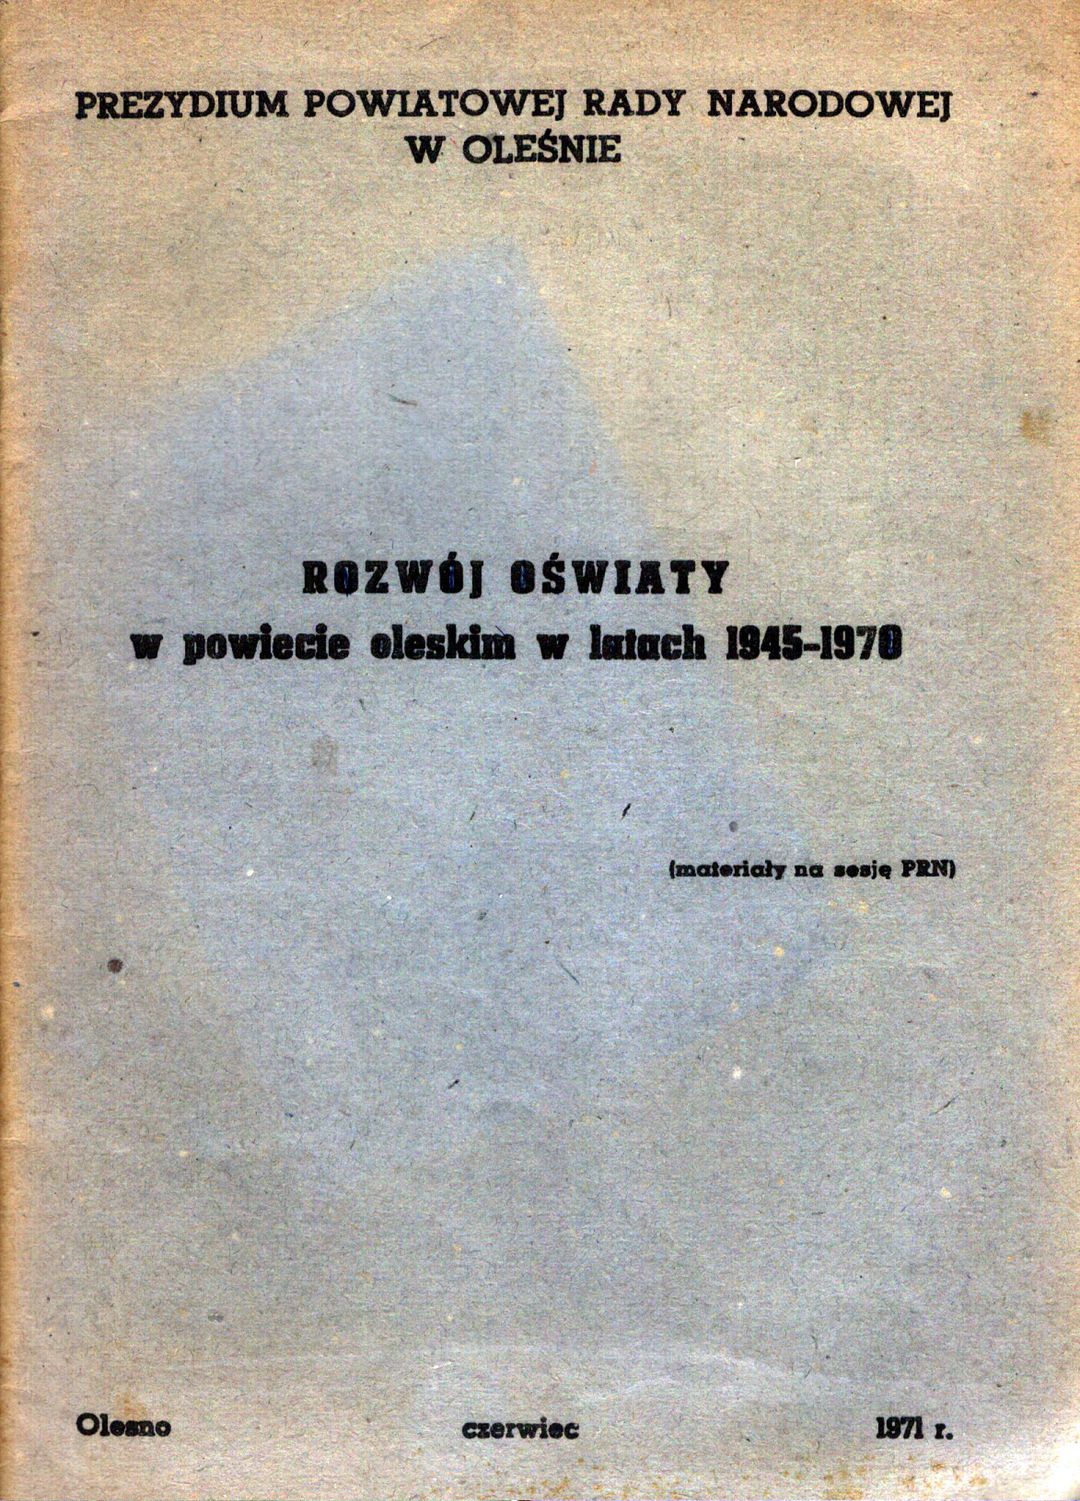 PREZYDIUM POWIATOWEJ RADY NARODOWEJ
W OLEŚNIE
ROZWÓJ OŚWIATY
w powiecie oleskim w latach 1945-1970
(materiały na sesję PRN)
Olesno czerwiec 1971 r.